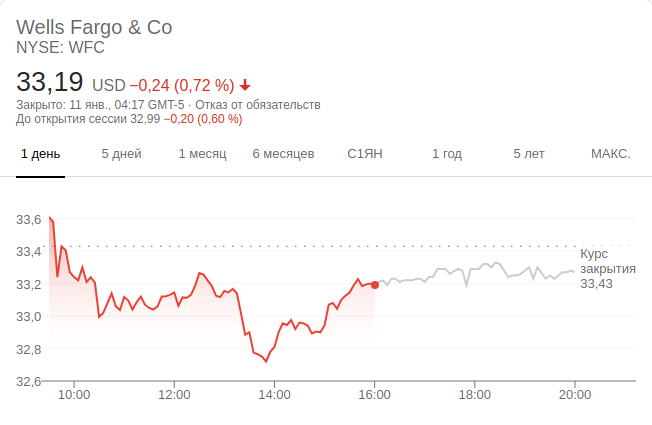 Wells Fargo & Co
NYSE: WFC
33,19 USD −0,24 (0,72 %)
Закрыто: 11 янв., 04:17 GMT-5 · Отказ от обязательств
До открытия сессии 32,99 −0,20 (0,60 %)
1 день 5 дней 1 месяц 6 месяцев С1ЯН 1 год 5 лет МАКС.
33,6
33,4
Курс
закрытия
33,2
33,43
33,0
32,8
32,6
10:00 12:00 14:00 16:00 18:00 20:00